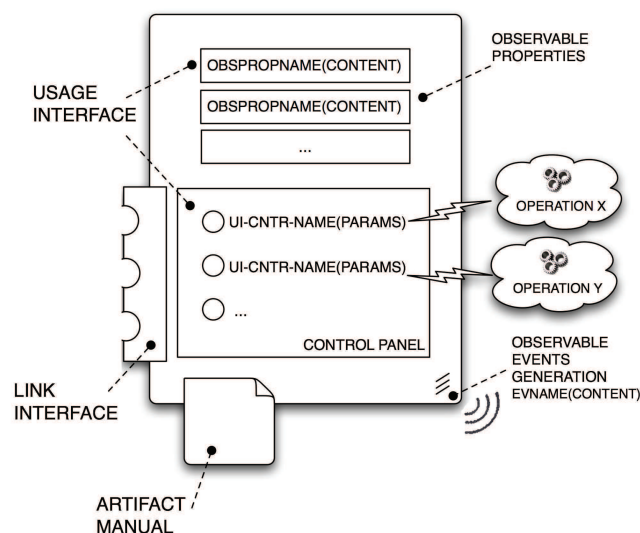 OBSPROPNAME(CONTENT)
OBSPROPNAME(CONTENT)
...
OBSERVABLE
PROPERTIES
USAGE
INTERFACE
UI-CNTR-NAME(PARAMS)
UI-CNTR-NAME(PARAMS)
...
CONTROL PANEL
OPERATION X
OPERATION Y
LINK
INTERFACE
OBSERVABLE
EVENTS
GENERATION
EVNAME(CONTENT)
ARTIFACT
MANUAL